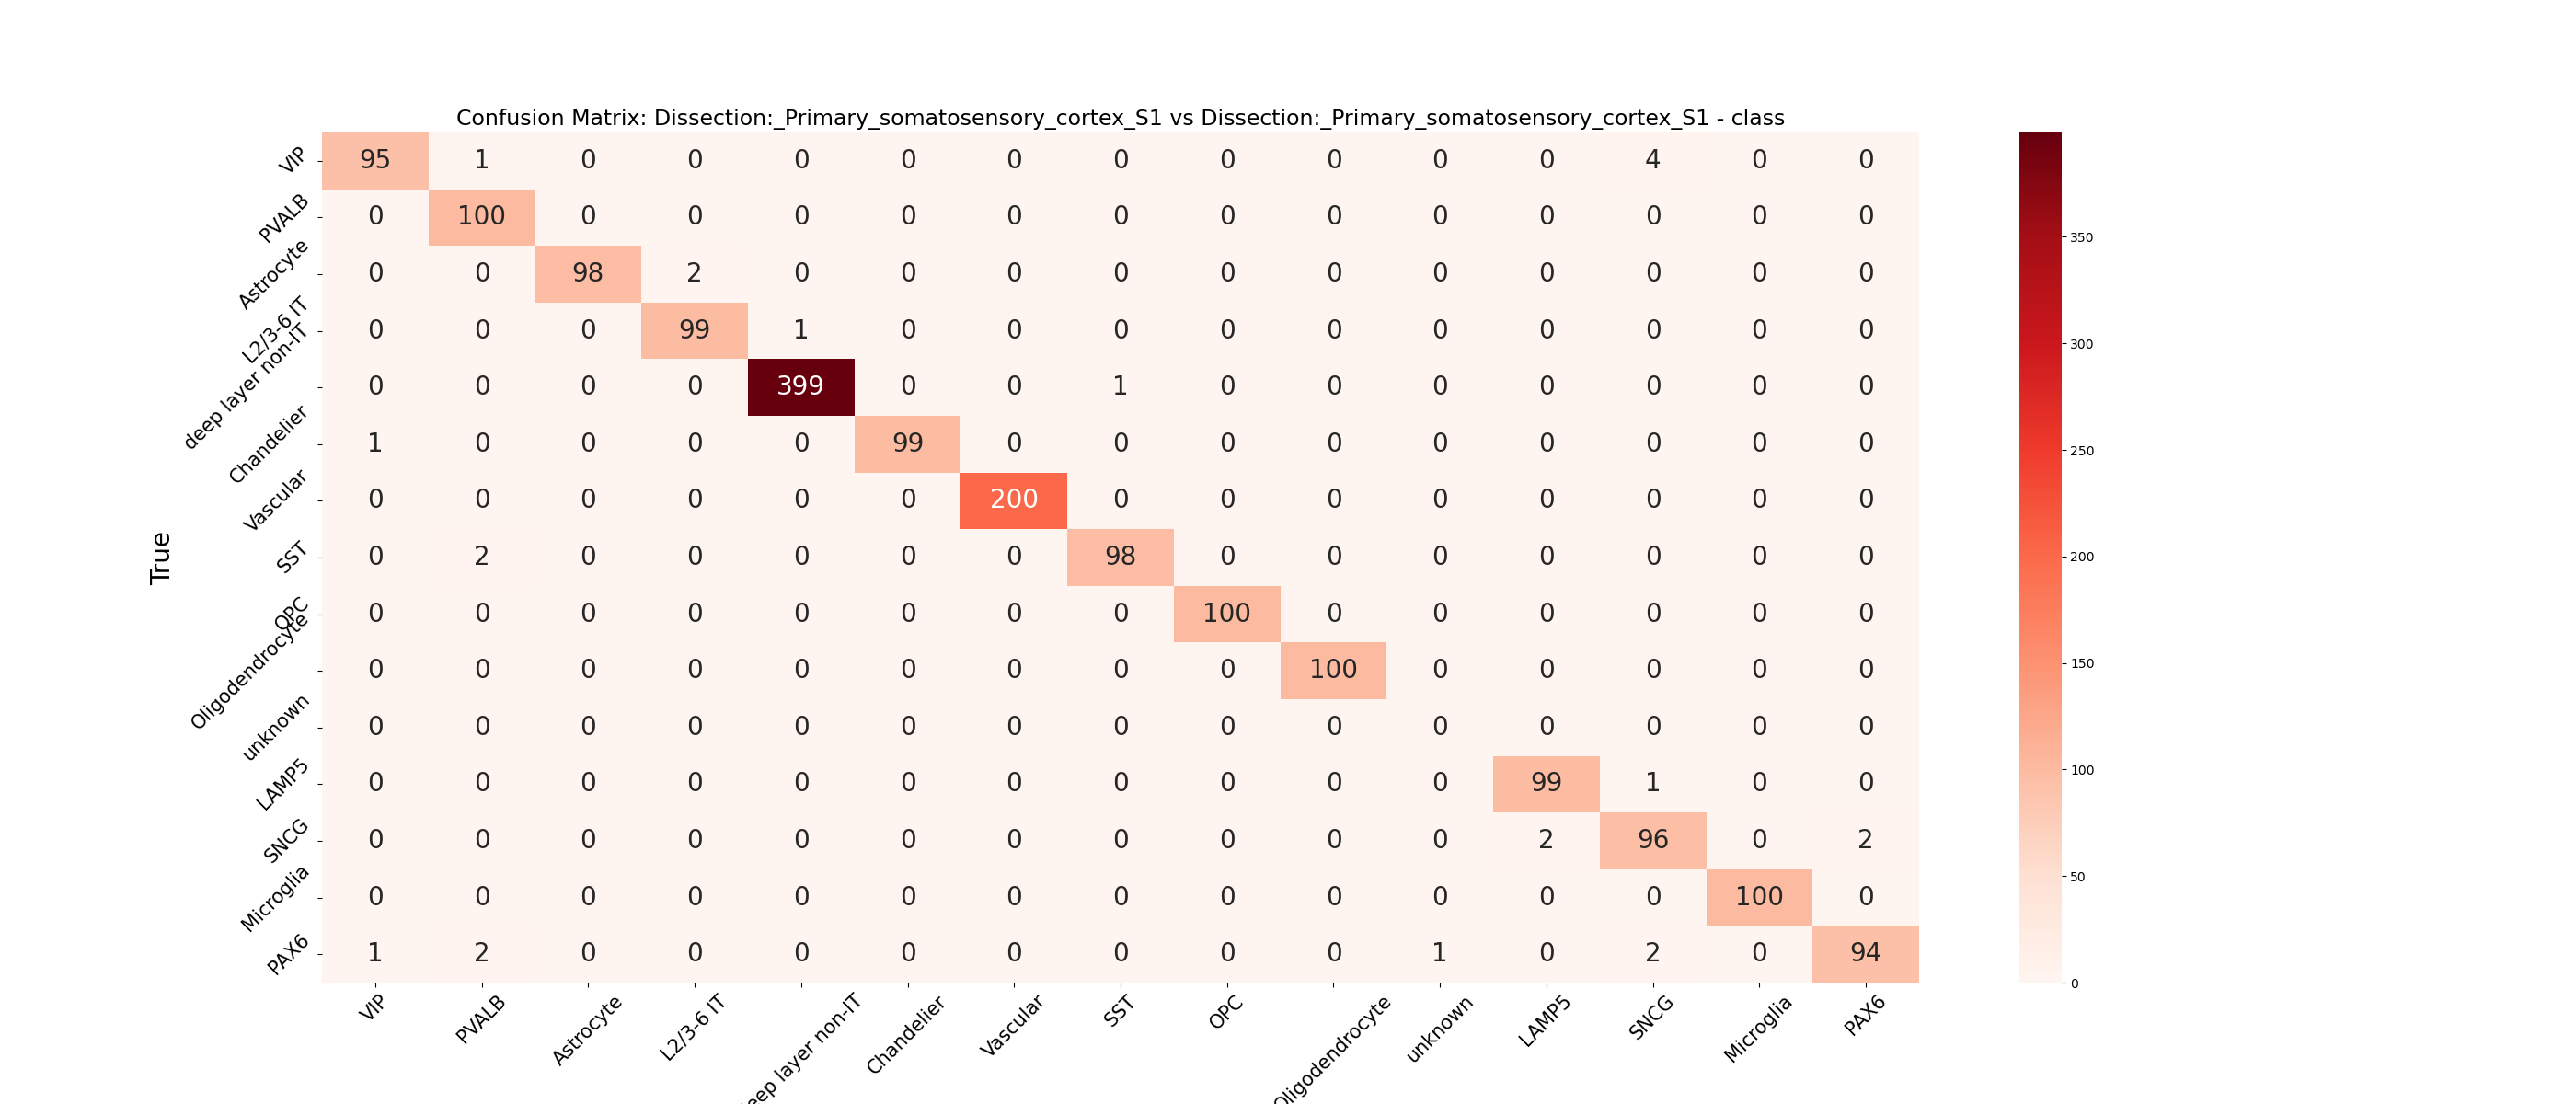 Confusion Matrix: Dissection:_Primary_somatosensory_cortex_S1 vs Dissection:_Primary_somatosensory_cortex_S1 - class
VIP 95 1 0 0 0 0 0 0 0 0 0 0 4 0 0
PVALB 0 100 0 0 0 0 0 0 0 0 0 0 0 0 0
Astrocyte 0 0 98 2 0 0 0 0 0 0 0 0 0 0 0
L2/3-6 IT 0 0 0 99 1 0 0 0 0 0 0 0 0 0 0
deep layer non-IT 0 0 0 0 399 0 0 1 0 0 0 0 0 0 0
Chandelier 1 0 0 0 0 99 0 0 0 0 0 0 0 0 0
Vascular 0 0 0 0 0 0 200 0 0 0 0 0 0 0 0
SST 0 2 0 0 0 0 0 98 0 0 0 0 0 0 0
OPC 0 0 0 0 0 0 0 0 100 0 0 0 0 0 0
Oligodendrocyte 0 0 0 0 0 0 0 0 0 100 0 0 0 0 0
unknown 0 0 0 0 0 0 0 0 0 0 0 0 0 0 0
LAMP5 0 0 0 0 0 0 0 0 0 0 0 99 1 0 0
SNCG 0 0 0 0 0 0 0 0 0 0 0 2 96 0 2
Microglia 0 0 0 0 0 0 0 0 0 0 0 0 0 100 0
PAX6 1 2 0 0 0 0 0 0 0 0 1 0 2 0 94
True
VIP PVALB Astrocyte L2/3-6 IT eep layer non-IT Chandelier Vascular SST OPC Oligodendrocyte unknown LAMP5 SNCG Microglia PAX6
350
300
250
200
150
100
50
0